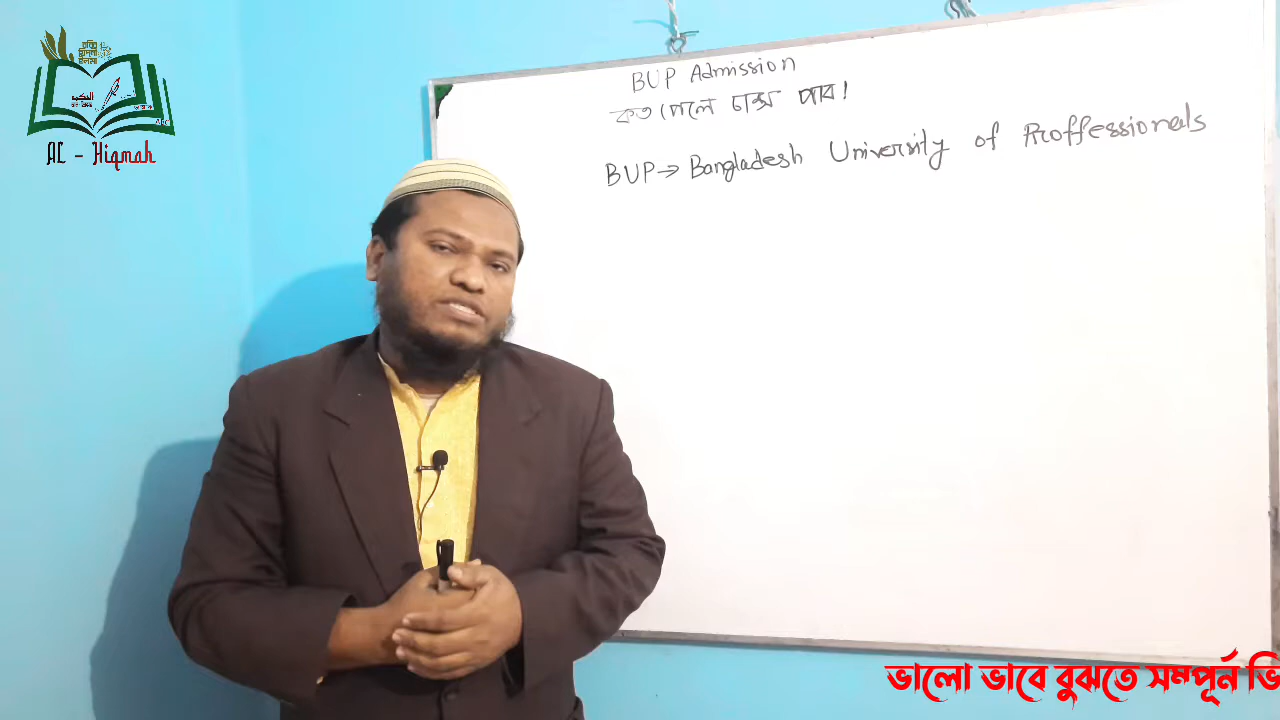 AL - Hiqmah
BUP Admission
কত পেলে চান্স পাব!
BUP → Bangladesh University of Proffessionals
ভালো ভাবে বুঝতে সম্পূর্ন ভি